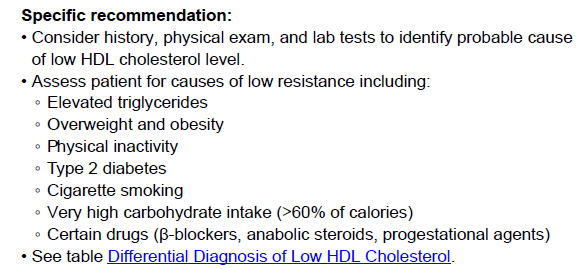 Specific recommendation:
• Consider history, physical exam, and lab tests to identify probable cause
of low HDL cholesterol level.
• Assess patient for causes of low resistance including:
◦ Elevated triglycerides
◦ Overweight and obesity
◦ Physical inactivity
◦ Type 2 diabetes
◦ Cigarette smoking
◦ Very high carbohydrate intake (>60% of calories)
◦ Certain drugs (β-blockers, anabolic steroids, progestational agents)
• See table Differential Diagnosis of Low HDL Cholesterol.